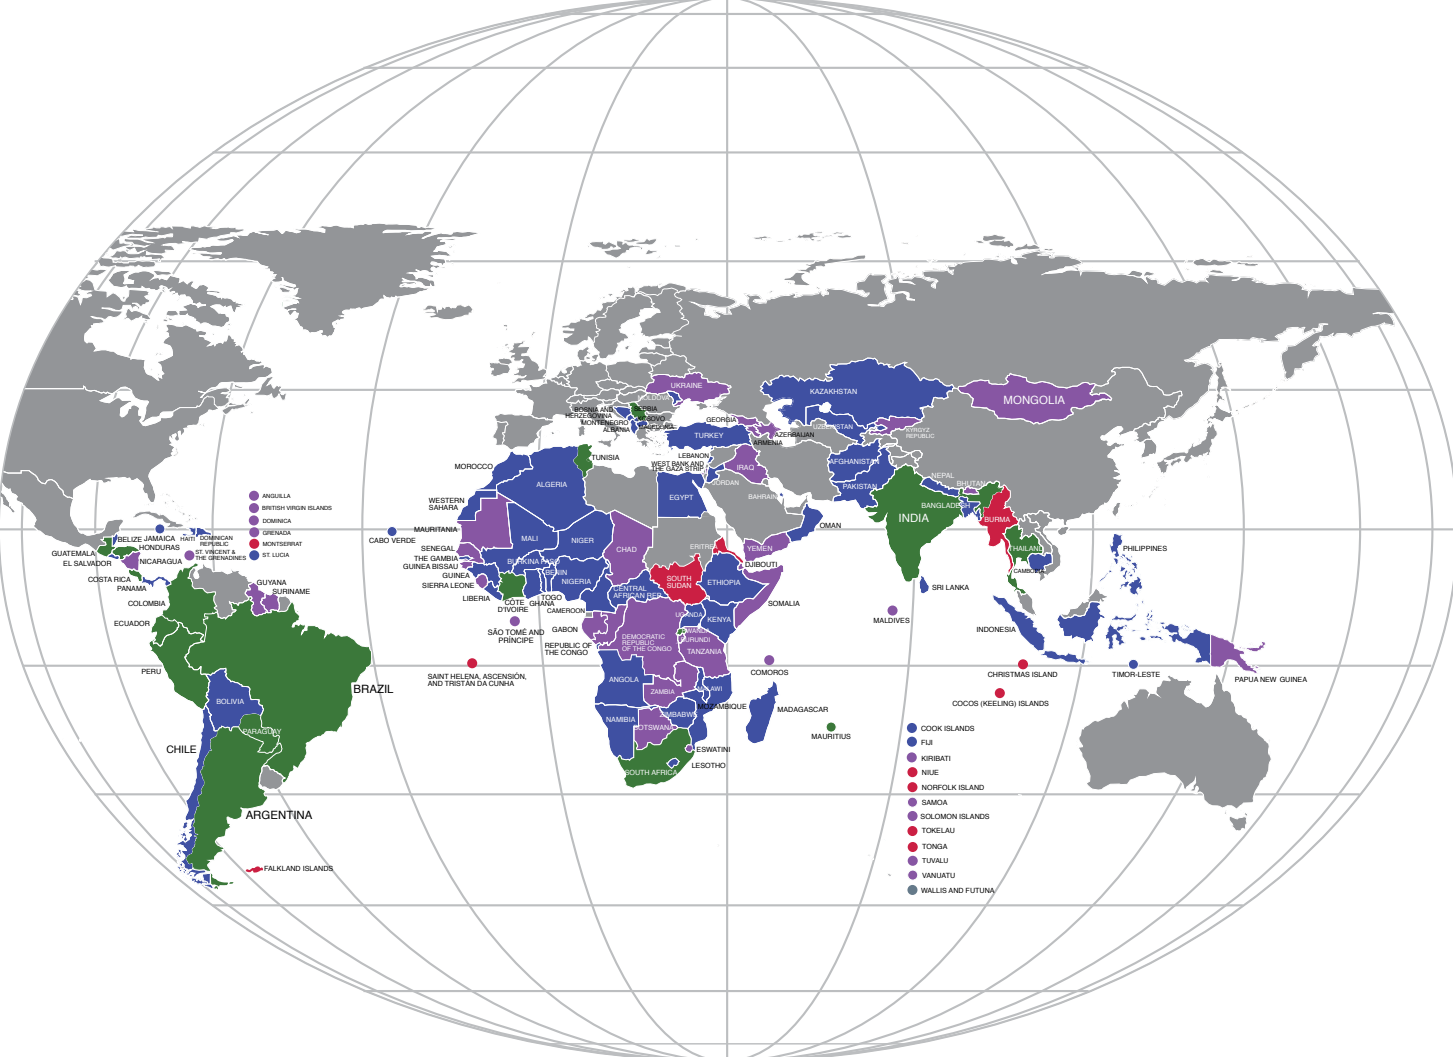 UKRAINE
MOLDOVA
BOSNIA AND
HERZEGOVINA
SERBIA
MONTENEGRO
KOSOVO
ALBANIA
MACEDONIA
GEORGIA
AZERBAIJAN
ARMENIA
TURKEY
KAZAKHSTAN
UZBEKISTAN
KYRGYZ
REPUBLIC
MONGOLIA
LEBANON
WEST BANK AND
THE GAZA STRIP
IRAQ
JORDAN
BAHRAIN
AFGHANISTAN
PAKISTAN
NEPAL
BHUTAN
BANGLADESH
INDIA
BURMA
THAILAND
CAMBODIA
PHILIPPINES
OMAN
YEMEN
MOROCCO
TUNISIA
ALGERIA
EGYPT
WESTERN
SAHARA
MAURITANIA
CABO VERDE
SENEGAL
THE GAMBIA
GUINEA BISSAU
GUINEA
SIERRA LEONE
LIBERIA
CÔTE
D'IVOIRE
GHANA
TOGO
BENIN
BURKINA FASO
MALI
NIGER
NIGERIA
CHAD
CAMEROON
CENTRAL
AFRICAN REP.
SOUTH
SUDAN
ERITREA
DJIBOUTI
ETHIOPIA
SOMALIA
KENYA
UGANDA
RWANDA
BURUNDI
TANZANIA
DEMOCRATIC
REPUBLIC
OF THE CONGO
GABON
REPUBLIC OF
THE CONGO
SÃO TOMÉ AND
PRÍNCIPE
SAINT HELENA, ASCENSIÓN,
AND TRISTAN DA CUNHA
ANGOLA
ZAMBIA
MALAWI
MOZAMBIQUE
ZIMBABWE
NAMIBIA
BOTSWANA
SOUTH AFRICA
ESWATINI
LESOTHO
MADAGASCAR
COMOROS
MAURITIUS
MALDIVES
SRI LANKA
INDONESIA
CHRISTMAS ISLAND
COCOS (KEELING) ISLANDS
TIMOR-LESTE
PAPUA NEW GUINEA
ANGUILLA
BRITISH VIRGIN ISLANDS
DOMINICA
GRENADA
MONTSERRAT
ST. LUCIA
BELIZE
JAMAICA
HAITI
DOMINICAN
REPUBLIC
HONDURAS
GUATEMALA
EL SALVADOR
NICARAGUA
ST. VINCENT &
THE GRENADINES
COSTA RICA
PANAMA
COLOMBIA
GUYANA
SURINAME
ECUADOR
PERU
BRAZIL
BOLIVIA
PARAGUAY
CHILE
ARGENTINA
FALKLAND ISLANDS
COOK ISLANDS
FIJI
KIRIBATI
NIUE
NORFOLK ISLAND
SAMOA
SOLOMON ISLANDS
TOKELAU
TONGA
TUVALU
VANUATU
WALLIS AND FUTUNA